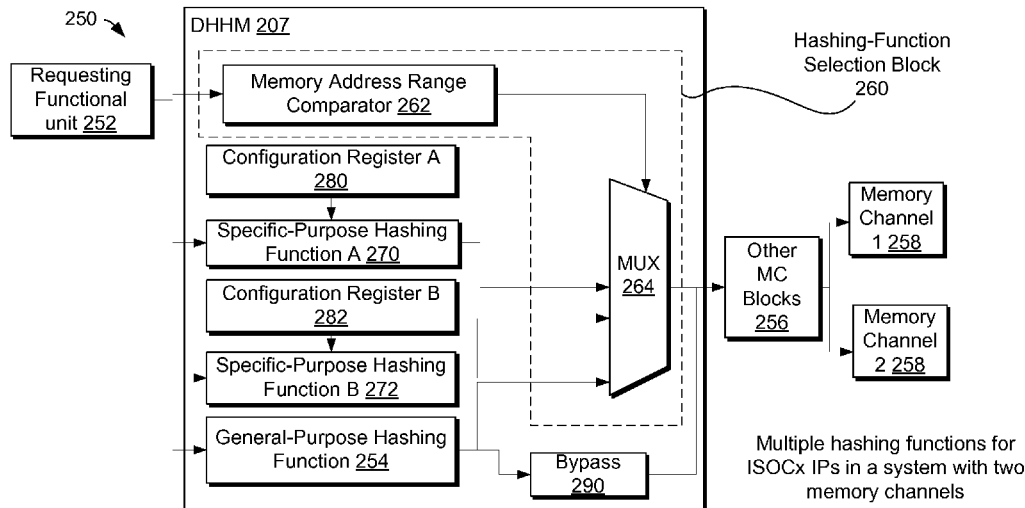 250
DHHM 207
Requesting
Functional
unit 252
Memory Address Range
Comparator 262
Hashing-Function
Selection Block
260
Configuration Register A
280
Specific-Purpose Hashing
Function A 270
Configuration Register B
282
Specific-Purpose Hashing
Function B 272
General-Purpose Hashing
Function 254
MUX
264
Bypass
290
Other
MC
Blocks
256
Memory
Channel
1 258
Memory
Channel
2 258
Multiple hashing functions for
ISOCx IPs in a system with two
memory channels